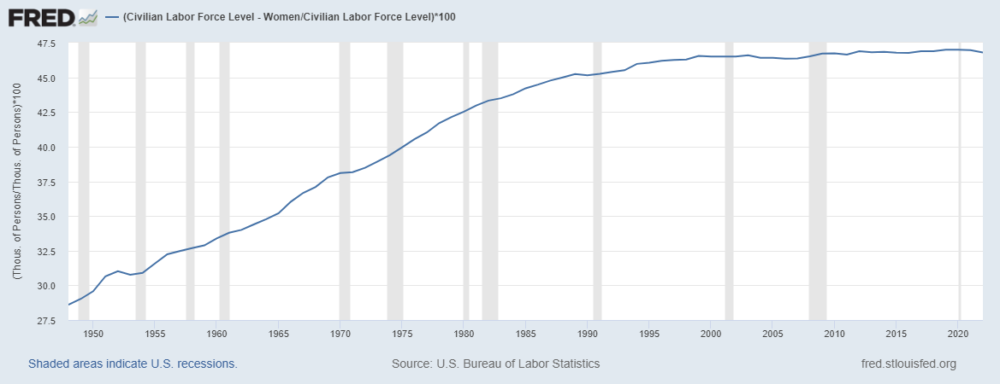 FRED
(Civilian Labor Force Level - Women/Civilian Labor Force Level)*100
(Thous. of Persons/Thous. of Persons)*100
47.5
45.0
42.5
40.0
37.5
35.0
32.5
30.0
27.5
1950 1955 1960 1965 1970 1975 1980 1985 1990 1995 2000 2005 2010 2015 2020
Shaded areas indicate U.S. recessions. Source: U.S. Bureau of Labor Statistics fred.stlouisfed.org